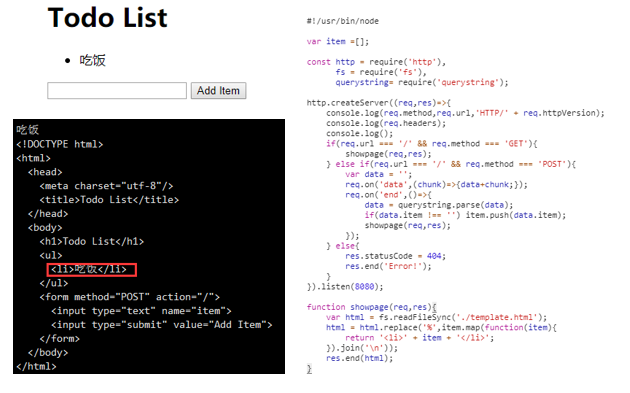 Todo List
• 吃饭
Add Item
吃饭
<!DOCTYPE html>
<html>
<head>
<meta charset="utf-8"/>
<title>Todo List</title>
</head>
<body>
<h1>Todo List</h1>
<ul>
<li>吃饭</li>
</ul>
<form method="POST" action="/">
<input type="text" name="item">
<input type="submit" value="Add Item">
</form>
</body>
</html>
#!/usr/bin/node
var item =[];
const http = require('http'),
fs = require('fs'),
querystring= require('querystring');
http.createServer((req,res)=>{
console.log(req.method,req.url,'HTTP/' + req.httpVersion);
console.log(req.headers);
console.log();
if(req.url === '/' && req.method === 'GET'){
showpage(req,res);
} else if(req.url === '/' && req.method === 'POST'){
var data = '';
req.on('data',(chunk)=>{data+chunk;});
req.on('end',()=>{
data = querystring.parse(data);
if(data.item !== '') item.push(data.item);
showpage(req,res);
});
} else{
res.statusCode = 404;
res.end('Error!');
}
}).listen(8080);
function showpage(req,res){
var html = fs.readFileSync('./template.html');
html = html.replace('%',item.map(function(item){
return '<li>' + item + '</li>';
}).join('\n'));
res.end(html);
}